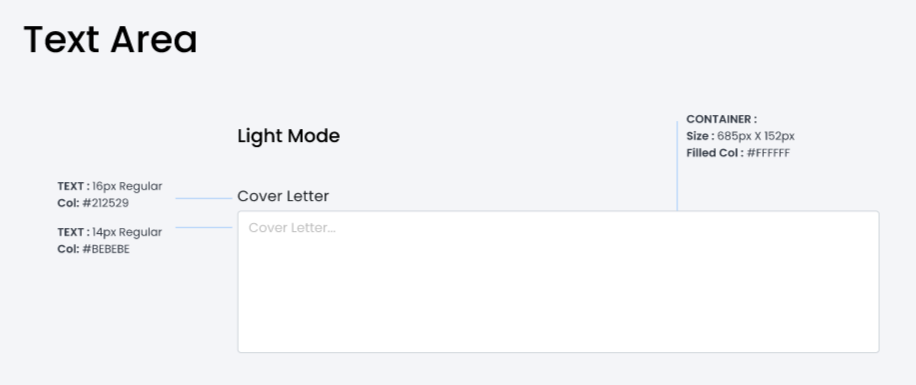 Text Area
Light Mode
CONTAINER :
Size : 685px X 152px
Filled Col : #FFFFFF
TEXT : 16px Regular
Col: #212529
Cover Letter
TEXT : 14px Regular
Col: #BEBEBE
Cover Letter...